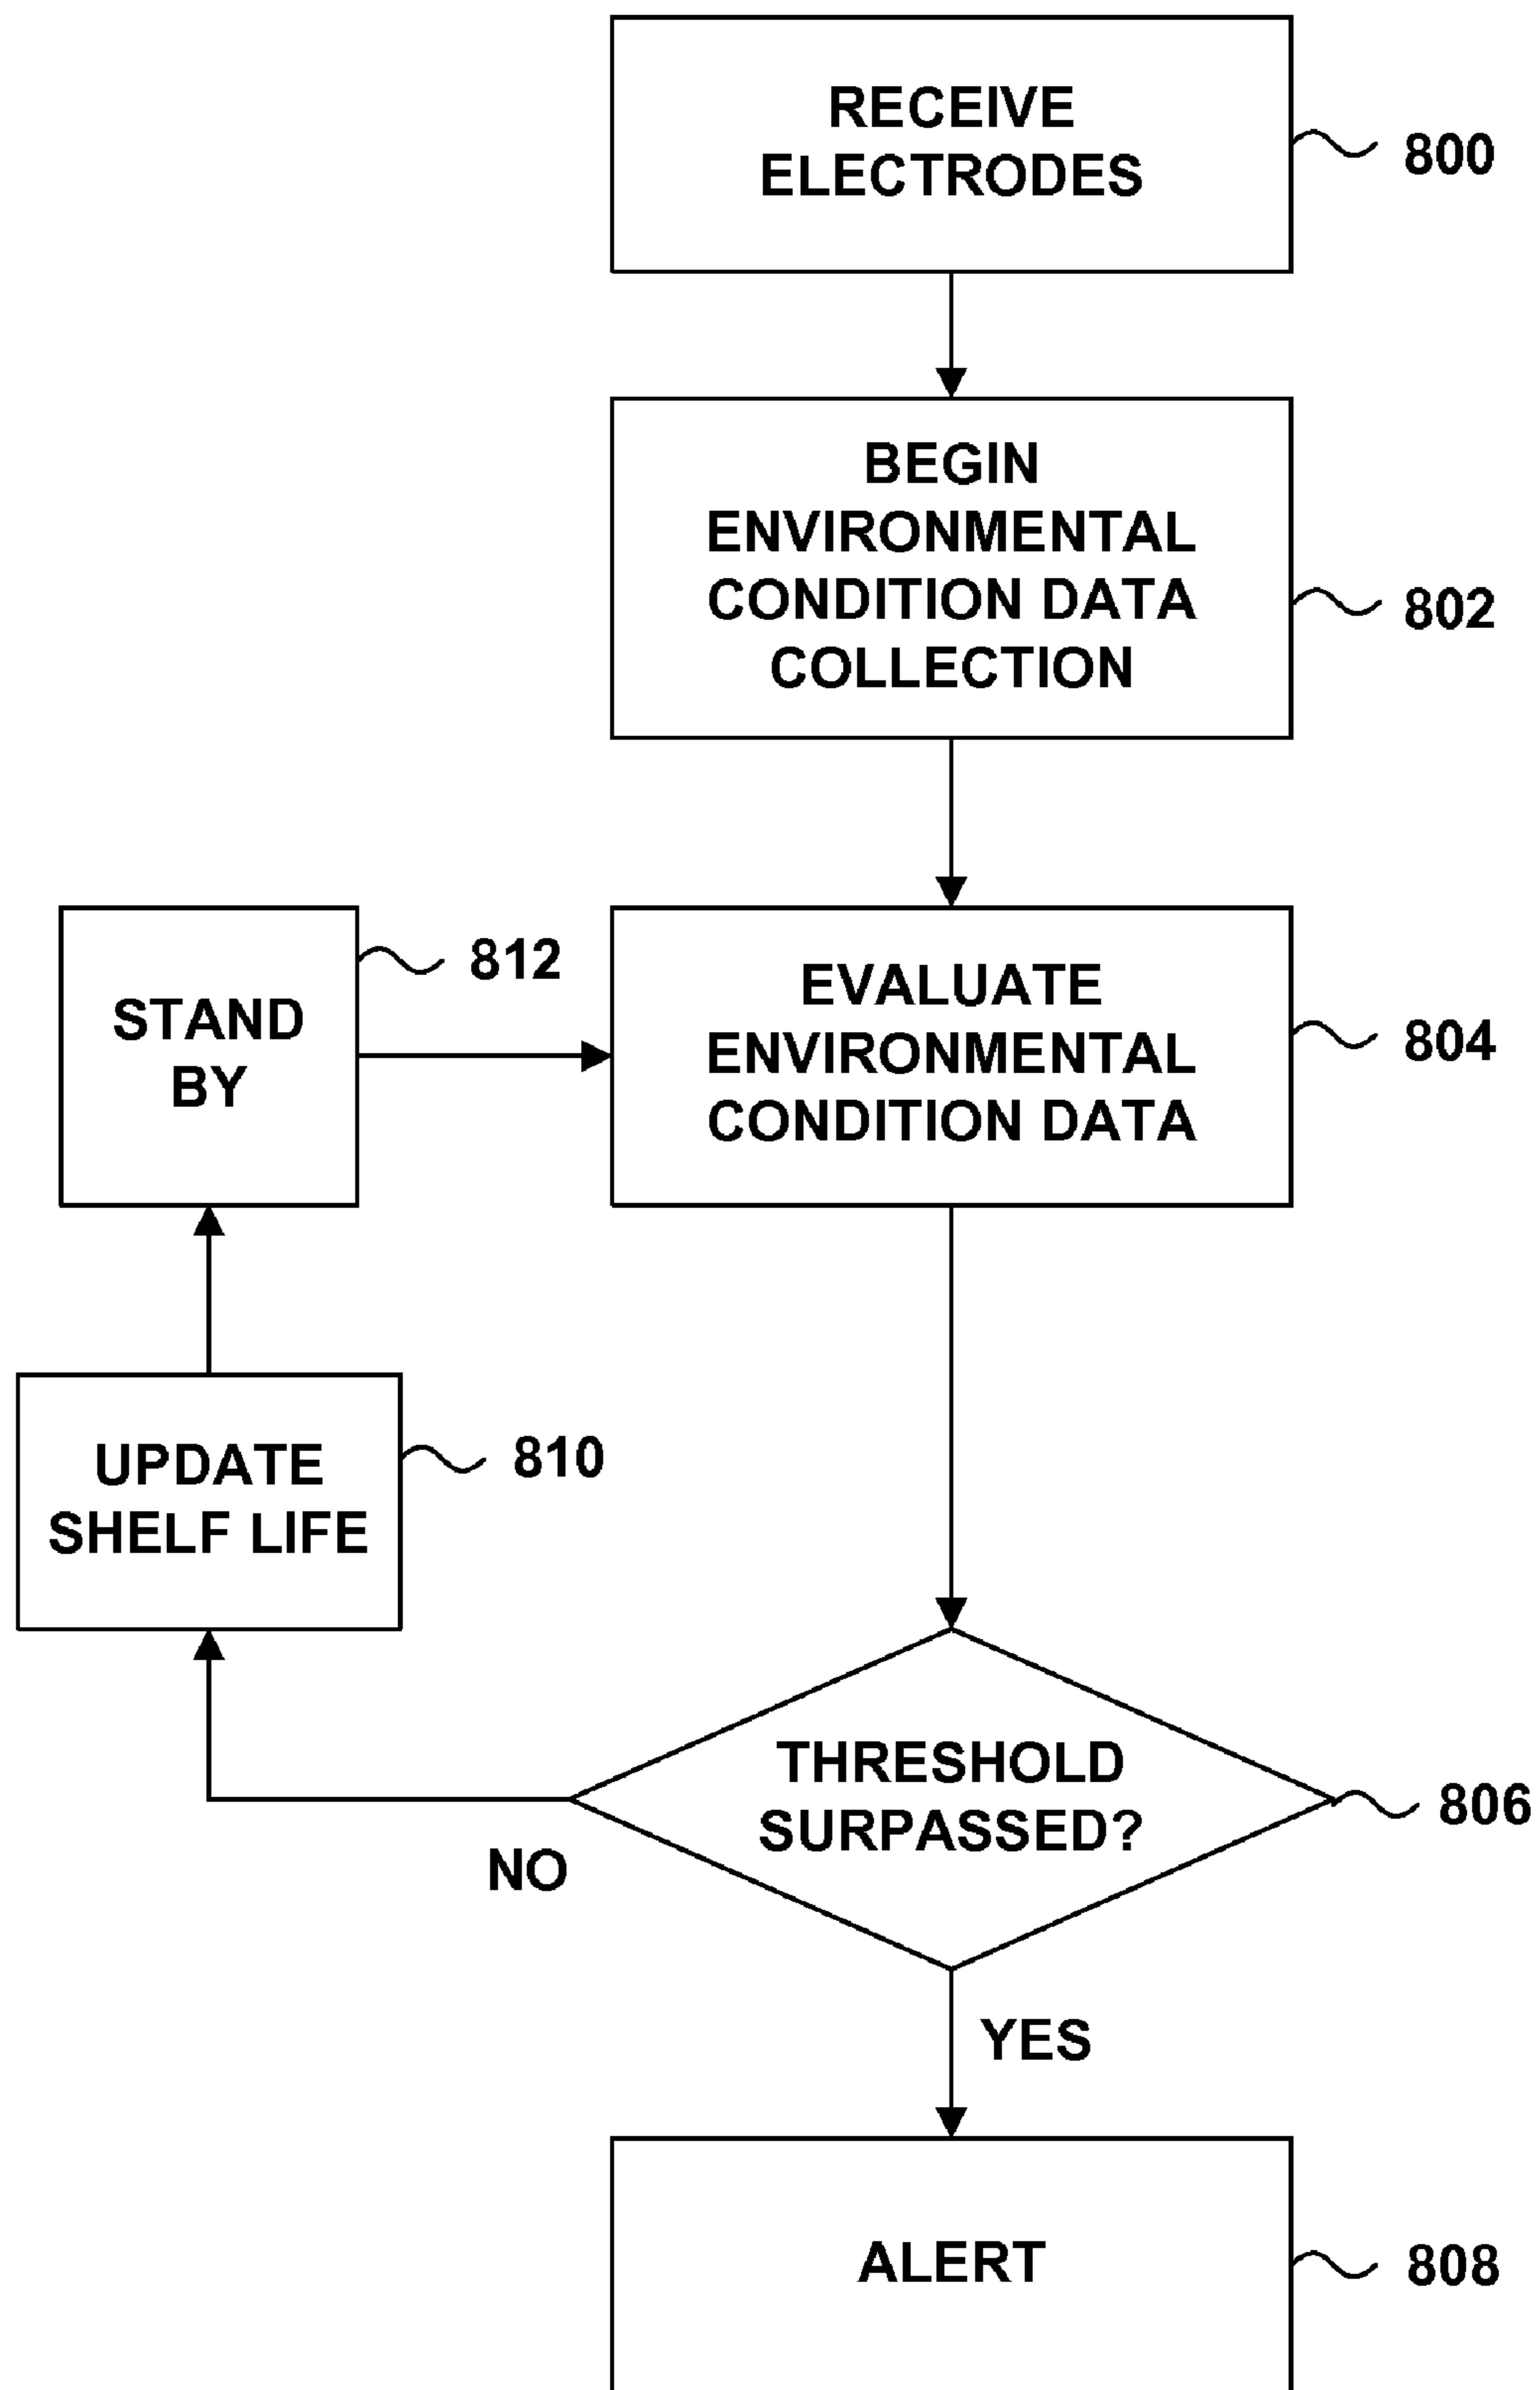 RECEIVE
ELECTRODES
800
BEGIN
ENVIRONMENTAL
CONDITION DATA
COLLECTION
802
STAND
BY
812
EVALUATE
ENVIRONMENTAL
CONDITION DATA
804
UPDATE
SHELF LIFE
810
THRESHOLD
SURPASSED?
806
NO
YES
ALERT
808